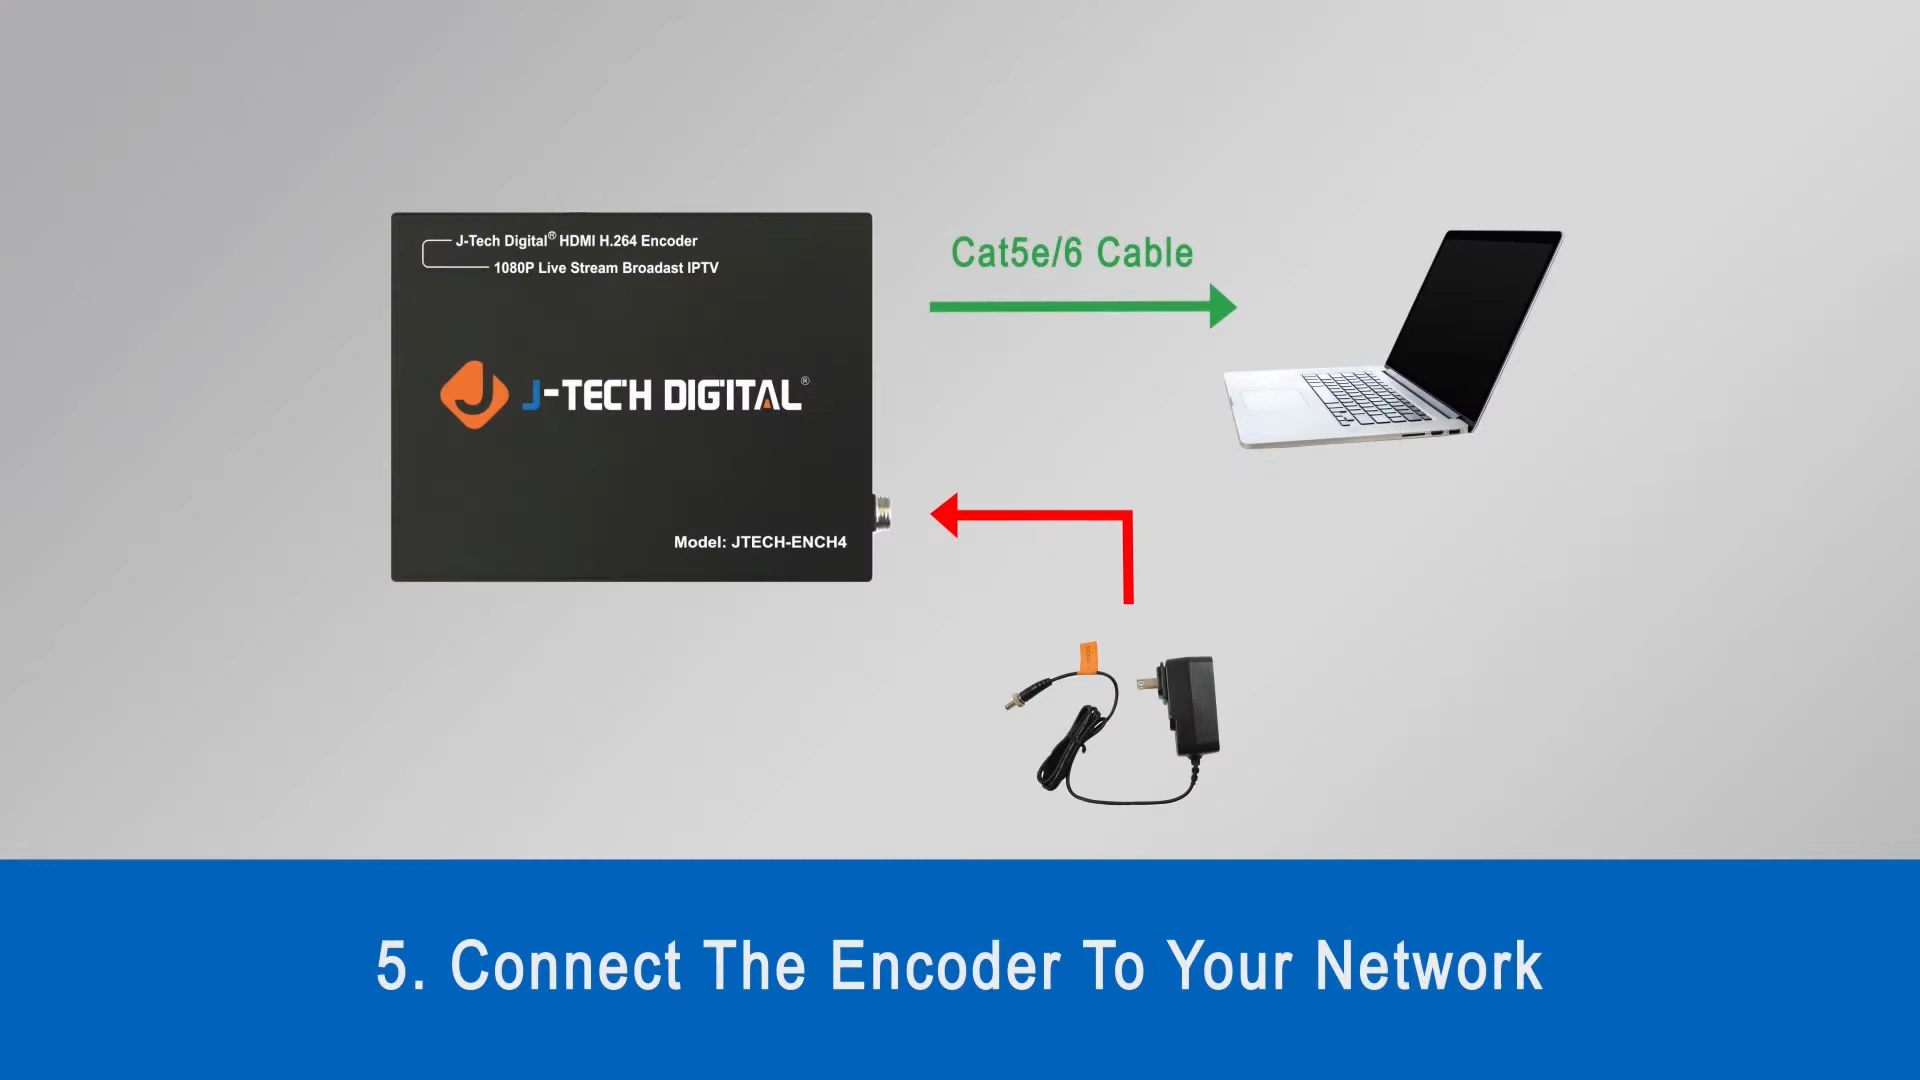 J-Tech Digital® HDMI H.264 Encoder
1080P Live Stream Broadast IPTV
J-TECH DIGITAL®
Model: JTECH-ENCH4
Cat5e/6 Cable
5. Connect The Encoder To Your Network